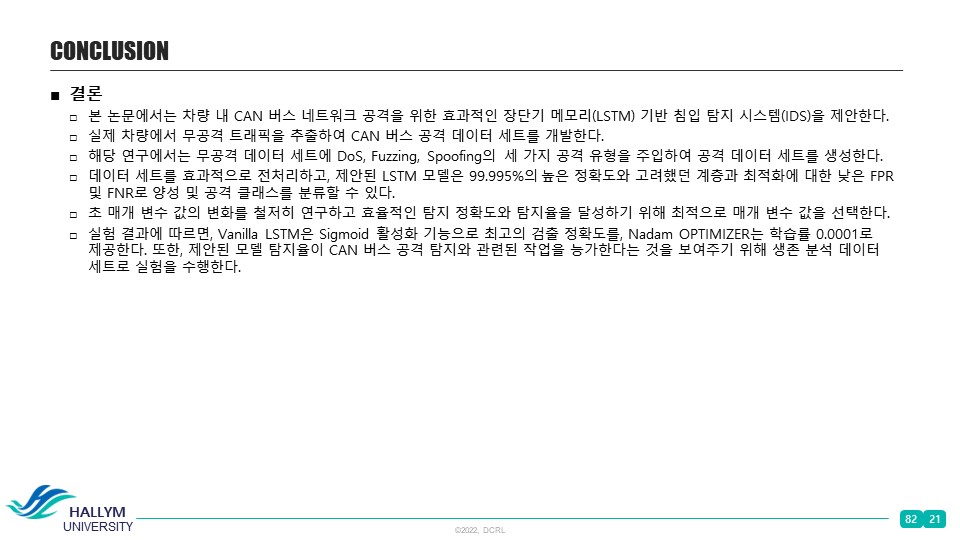 CONCLUSION
■ 결론
□ 본 논문에서는 차량 내 CAN 버스 네트워크 공격을 위한 효과적인 장단기 메모리(LSTM) 기반 침입 탐지 시스템(IDS)을 제안한다.
□ 실제 차량에서 무공격 트래픽을 추출하여 CAN 버스 공격 데이터 세트를 개발한다.
□ 해당 연구에서는 무공격 데이터 세트에 DoS, Fuzzing, Spoofing의 세 가지 공격 유형을 주입하여 공격 데이터 세트를 생성한다.
□ 데이터 세트를 효과적으로 전처리하고, 제안된 LSTM 모델은 99.995%의 높은 정확도와 고려했던 계층과 최적화에 대한 낮은 FPR
및 FNR로 양성 및 공격 클래스를 분류할 수 있다.
□ 초 매개 변수 값의 변화를 철저히 연구하고 효율적인 탐지 정확도와 탐지율을 달성하기 위해 최적으로 매개 변수 값을 선택한다.
□ 실험 결과에 따르면, Vanilla LSTM은 Sigmoid 활성화 기능으로 최고의 검출 정확도를, Nadam OPTIMIZER는 학습률 0.0001로
제공한다. 또한, 제안된 모델 탐지율이 CAN 버스 공격 탐지와 관련된 작업을 능가한다는 것을 보여주기 위해 생존 분석 데이터
세트로 실험을 수행한다.
HALLYM
UNIVERSITY
©2022, DCRL
82 21